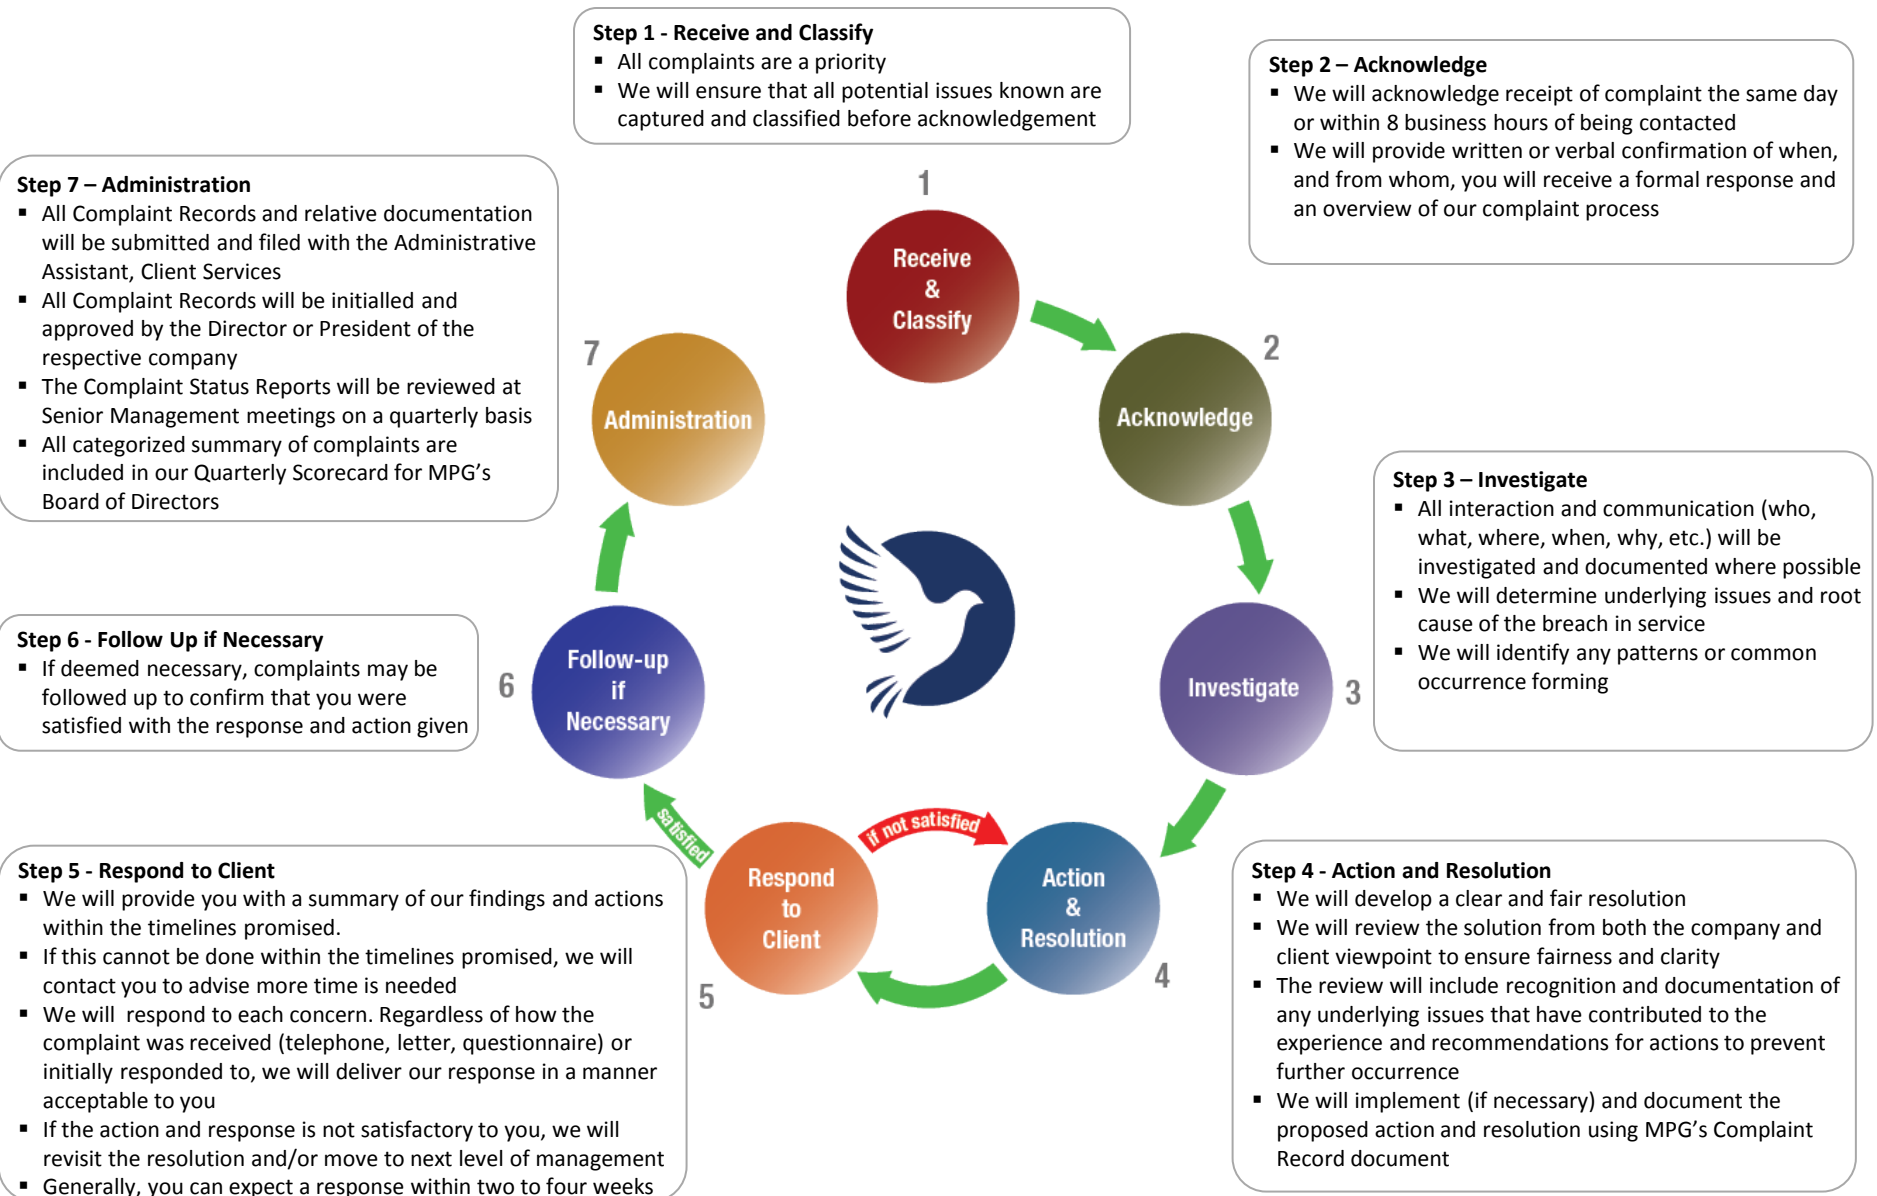 Step 1 - Receive and Classify
▪ All complaints are a priority
▪ We will ensure that all potential issues known are
captured and classified before acknowledgement
Step 2 – Acknowledge
▪ We will acknowledge receipt of complaint the same day
or within 8 business hours of being contacted
▪ We will provide written or verbal confirmation of when,
and from whom, you will receive a formal response and
an overview of our complaint process
Step 3 – Investigate
▪ All interaction and communication (who,
what, where, when, why, etc.) will be
investigated and documented where possible
▪ We will determine underlying issues and root
cause of the breach in service
▪ We will identify any patterns or common
occurrence forming
Step 4 - Action and Resolution
▪ We will develop a clear and fair resolution
▪ We will review the solution from both the company and
client viewpoint to ensure fairness and clarity
▪ The review will include recognition and documentation of
any underlying issues that have contributed to the
experience and recommendations for actions to prevent
further occurrence
▪ We will implement (if necessary) and document the
proposed action and resolution using MPG's Complaint
Record document
Step 5 - Respond to Client
▪ We will provide you with a summary of our findings and actions
within the timelines promised.
▪ If this cannot be done within the timelines promised, we will
contact you to advise more time is needed
▪ We will respond to each concern. Regardless of how the
complaint was received (telephone, letter, questionnaire) or
initially responded to, we will deliver our response in a manner
acceptable to you
▪ If the action and response is not satisfactory to you, we will
revisit the resolution and/or move to next level of management
▪ Generally, you can expect a response within two to four weeks
Step 6 - Follow Up if Necessary
▪ If deemed necessary, complaints may be
followed up to confirm that you were
satisfied with the response and action given
Step 7 – Administration
▪ All Complaint Records and relative documentation
will be submitted and filed with the Administrative
Assistant, Client Services
▪ All Complaint Records will be initialled and
approved by the Director or President of the
respective company
▪ The Complaint Status Reports will be reviewed at
Senior Management meetings on a quarterly basis
▪ All categorized summary of complaints are
included in our Quarterly Scorecard for MPG's
Board of Directors
1
Receive
&
Classify
2
Acknowledge
Investigate
3
Action
&
Resolution
4
if not satisfied
Respond
to
Client
5
satisfied
Follow-up
if
Necessary
6
7
Administration